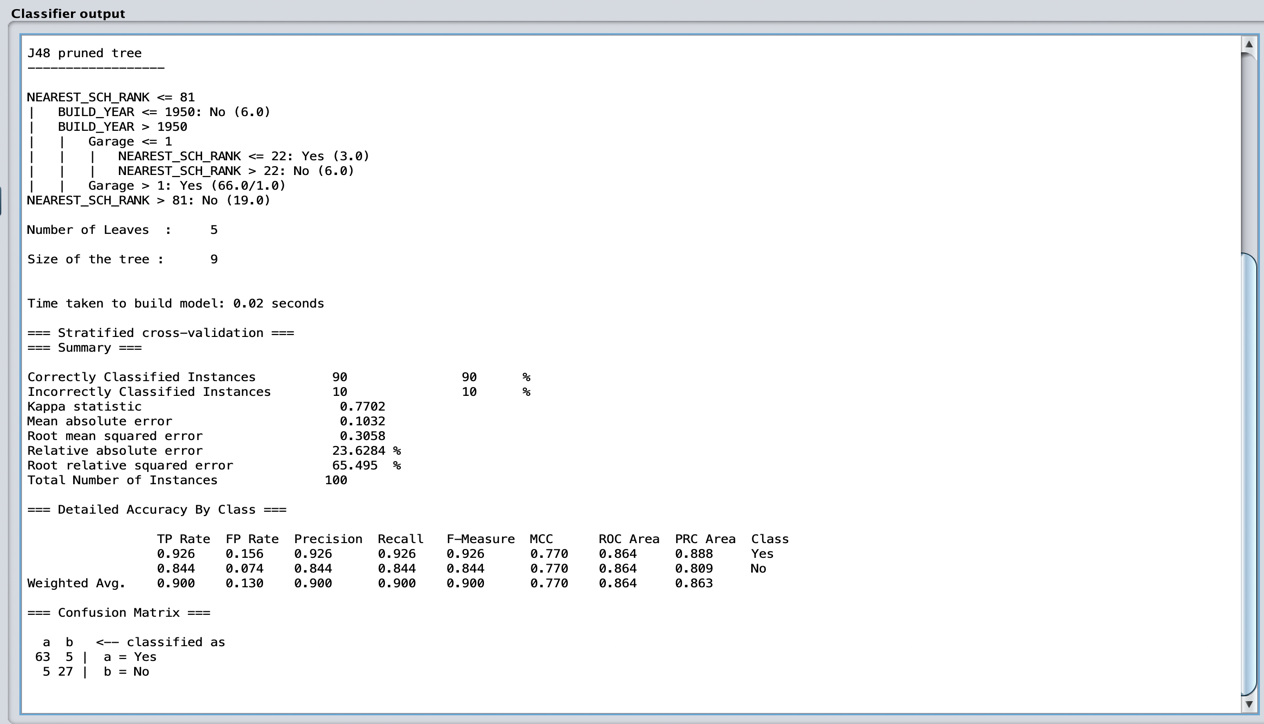 Classifier output
J48 pruned tree
------------------
NEAREST_SCH_RANK <= 81
|   BUILD_YEAR <= 1950: No (6.0)
|   BUILD_YEAR > 1950
|   |   Garage <= 1
|   |   |   NEAREST_SCH_RANK <= 22: Yes (3.0)
|   |   |   NEAREST_SCH_RANK > 22: No (6.0)
|   |   Garage > 1: Yes (66.0/1.0)
NEAREST_SCH_RANK > 81: No (19.0)
Number of Leaves  :     5
Size of the tree :      9
Time taken to build model: 0.02 seconds
=== Stratified cross-validation ===
=== Summary ===
Correctly Classified Instances          90               90      %
Incorrectly Classified Instances        10               10      %
Kappa statistic                          0.7702
Mean absolute error                      0.1032
Root mean squared error                  0.3058
Relative absolute error                 23.6284 %
Root relative squared error             65.495  %
Total Number of Instances              100
=== Detailed Accuracy By Class ===
                 TP Rate  FP Rate  Precision  Recall   F-Measure  MCC      ROC Area  PRC Area  Class
                 0.926    0.156    0.926      0.926    0.926      0.770    0.864     0.888     Yes
                 0.844    0.074    0.844      0.844    0.844      0.770    0.864     0.809     No
Weighted Avg.    0.900    0.130    0.900      0.900    0.900      0.770    0.864     0.863
=== Confusion Matrix ===
  a  b   <-- classified as
 63  5 |  a = Yes
  5 27 |  b = No